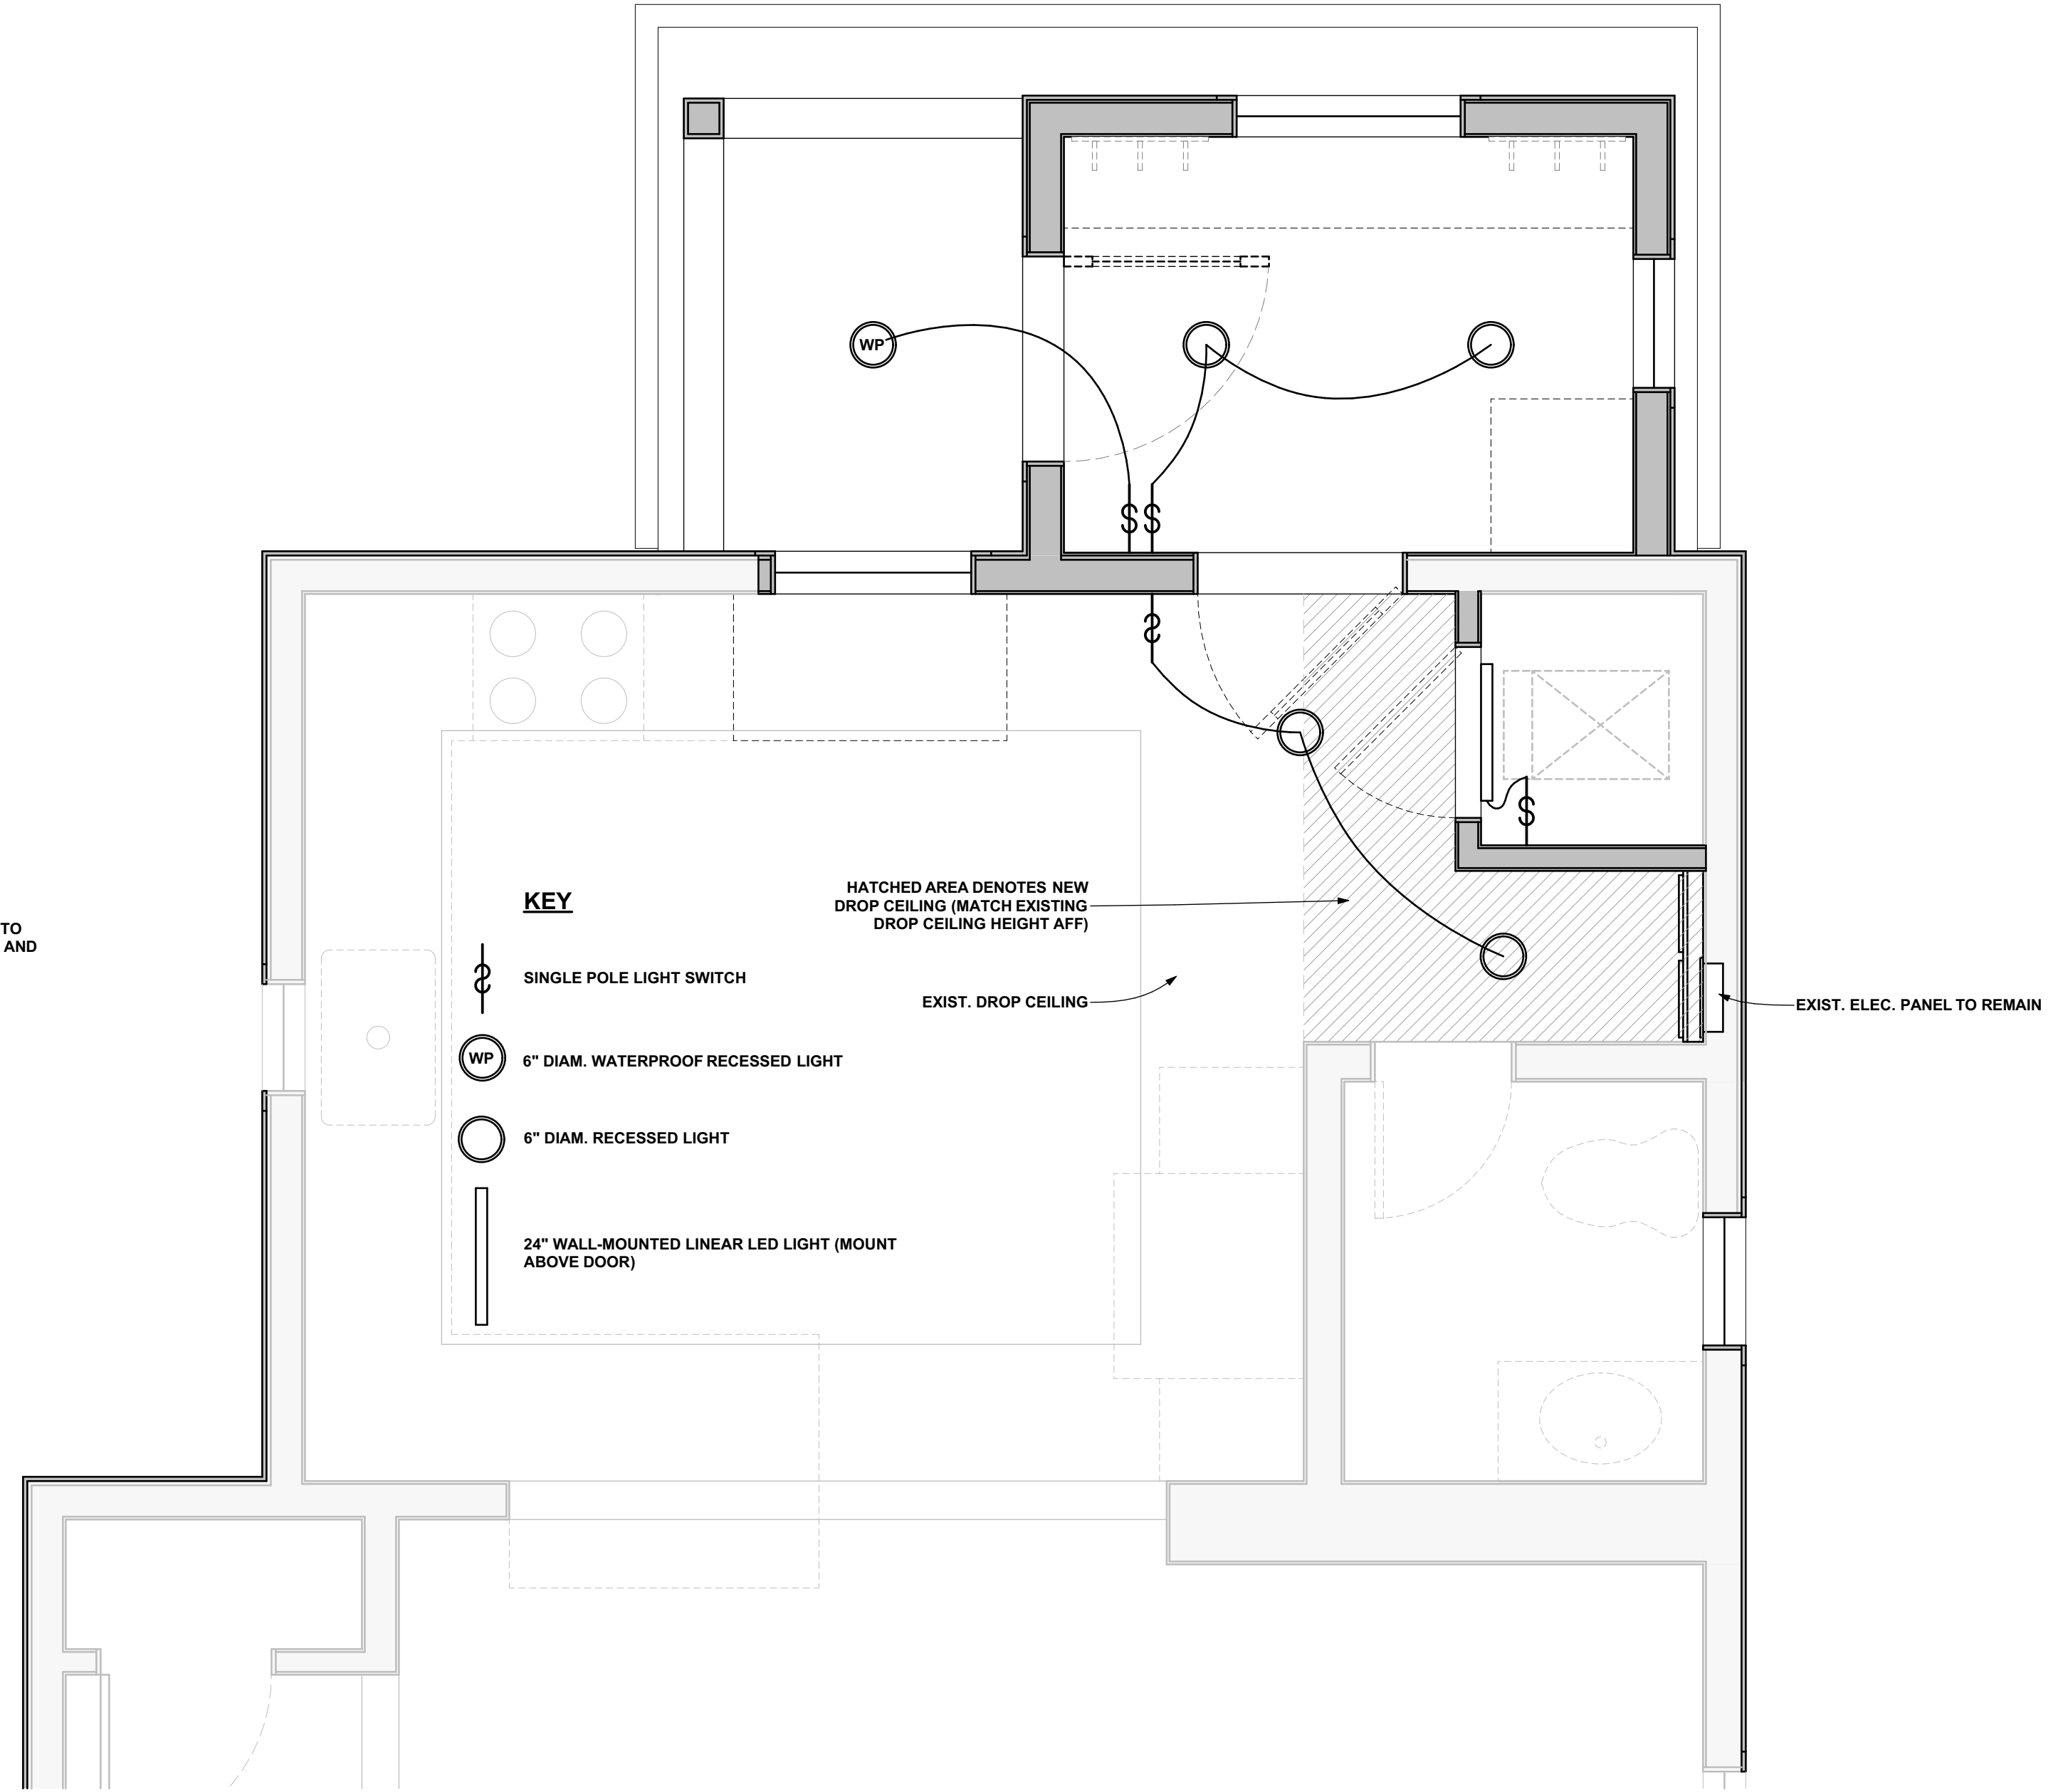 WP
$ $
$
$
TO
AND
KEY
$
SINGLE POLE LIGHT SWITCH
WP
6" DIAM. WATERPROOF RECESSED LIGHT
6" DIAM. RECESSED LIGHT
24" WALL-MOUNTED LINEAR LED LIGHT (MOUNT
ABOVE DOOR)
HATCHED AREA DENOTES NEW
DROP CEILING (MATCH EXISTING
DROP CEILING HEIGHT AFF)
EXIST. DROP CEILING
EXIST. ELEC. PANEL TO REMAIN